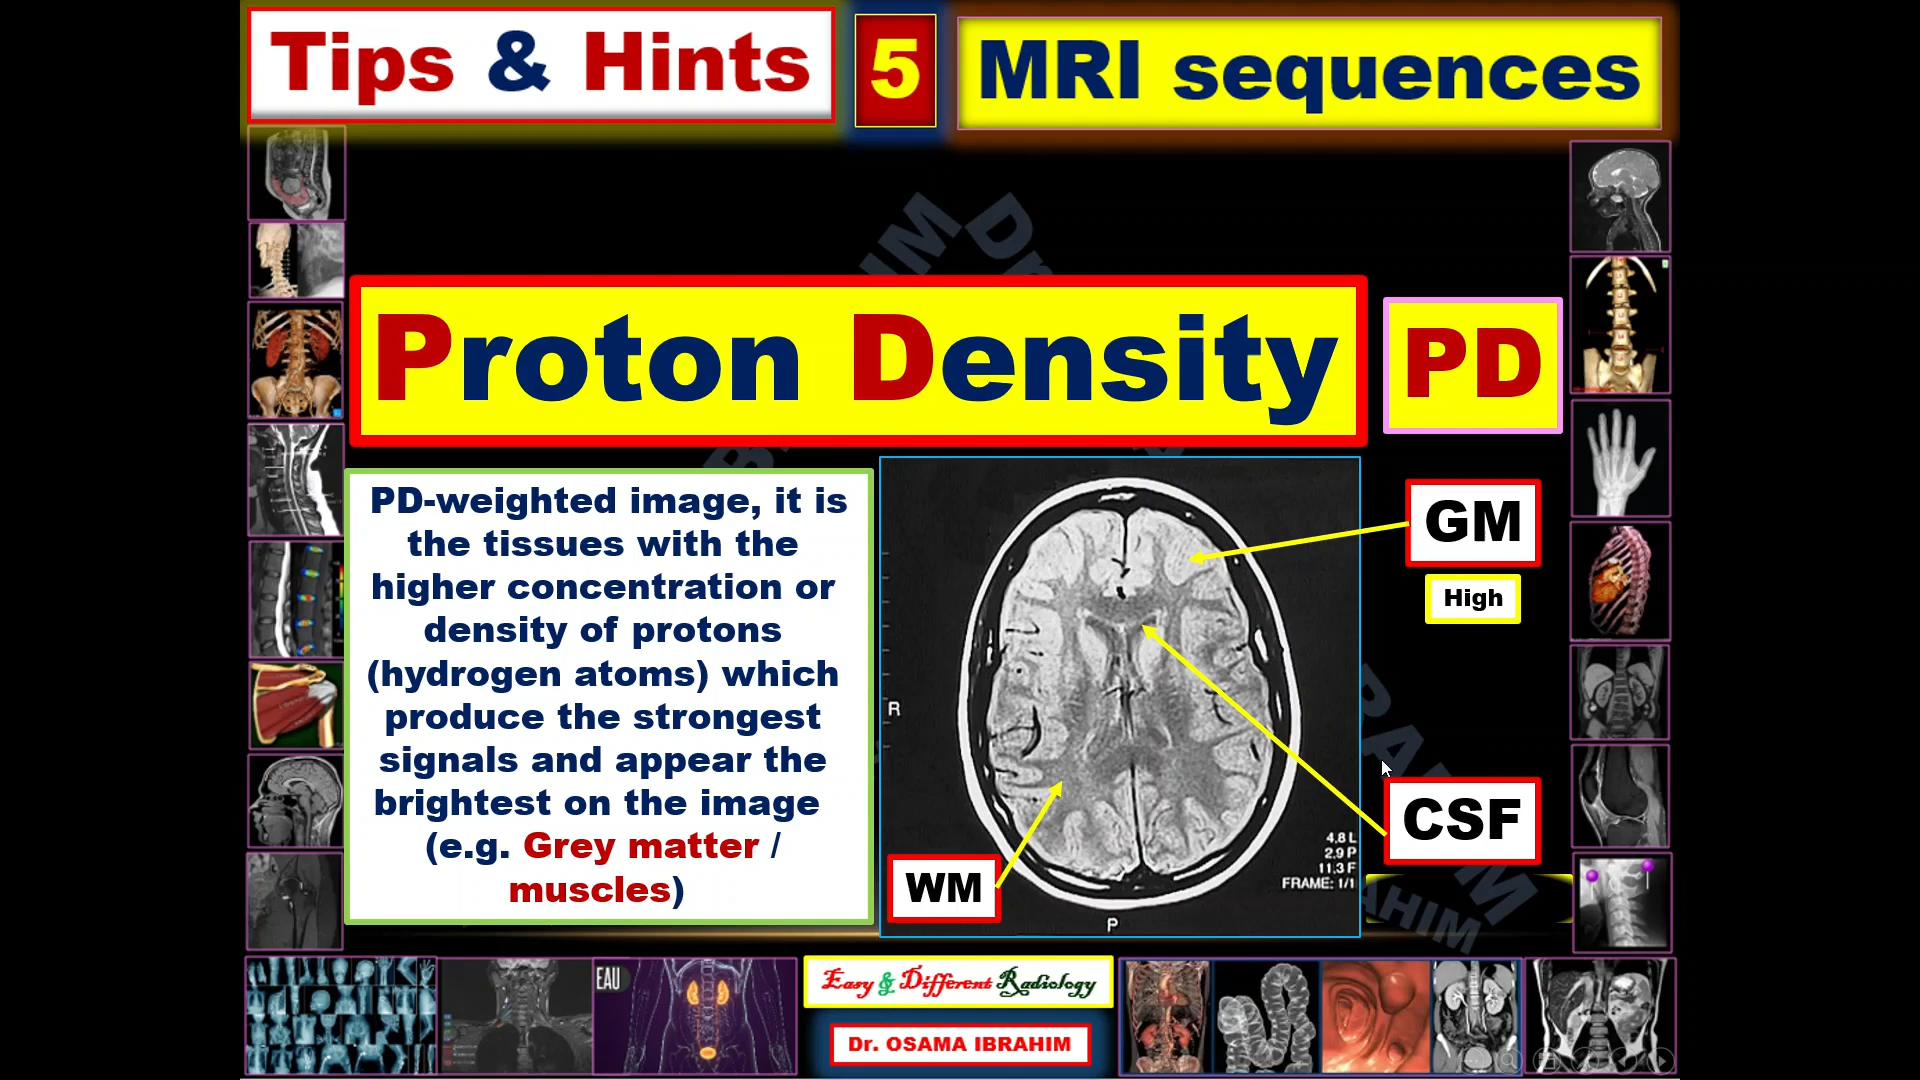 Tips & Hints
5
MRI sequences
Proton Density
PD
PD-weighted image, it is
the tissues with the
higher concentration or
density of protons
(hydrogen atoms) which
produce the strongest
signals and appear the
brightest on the image
(e.g. Grey matter /
muscles)
GM
High
CSF
WM
R
P
4.8 L
2.9 P
11.3 F
FRAME: 1/1
EAU
Easy & Different Radiology
Dr. OSAMA IBRAHIM